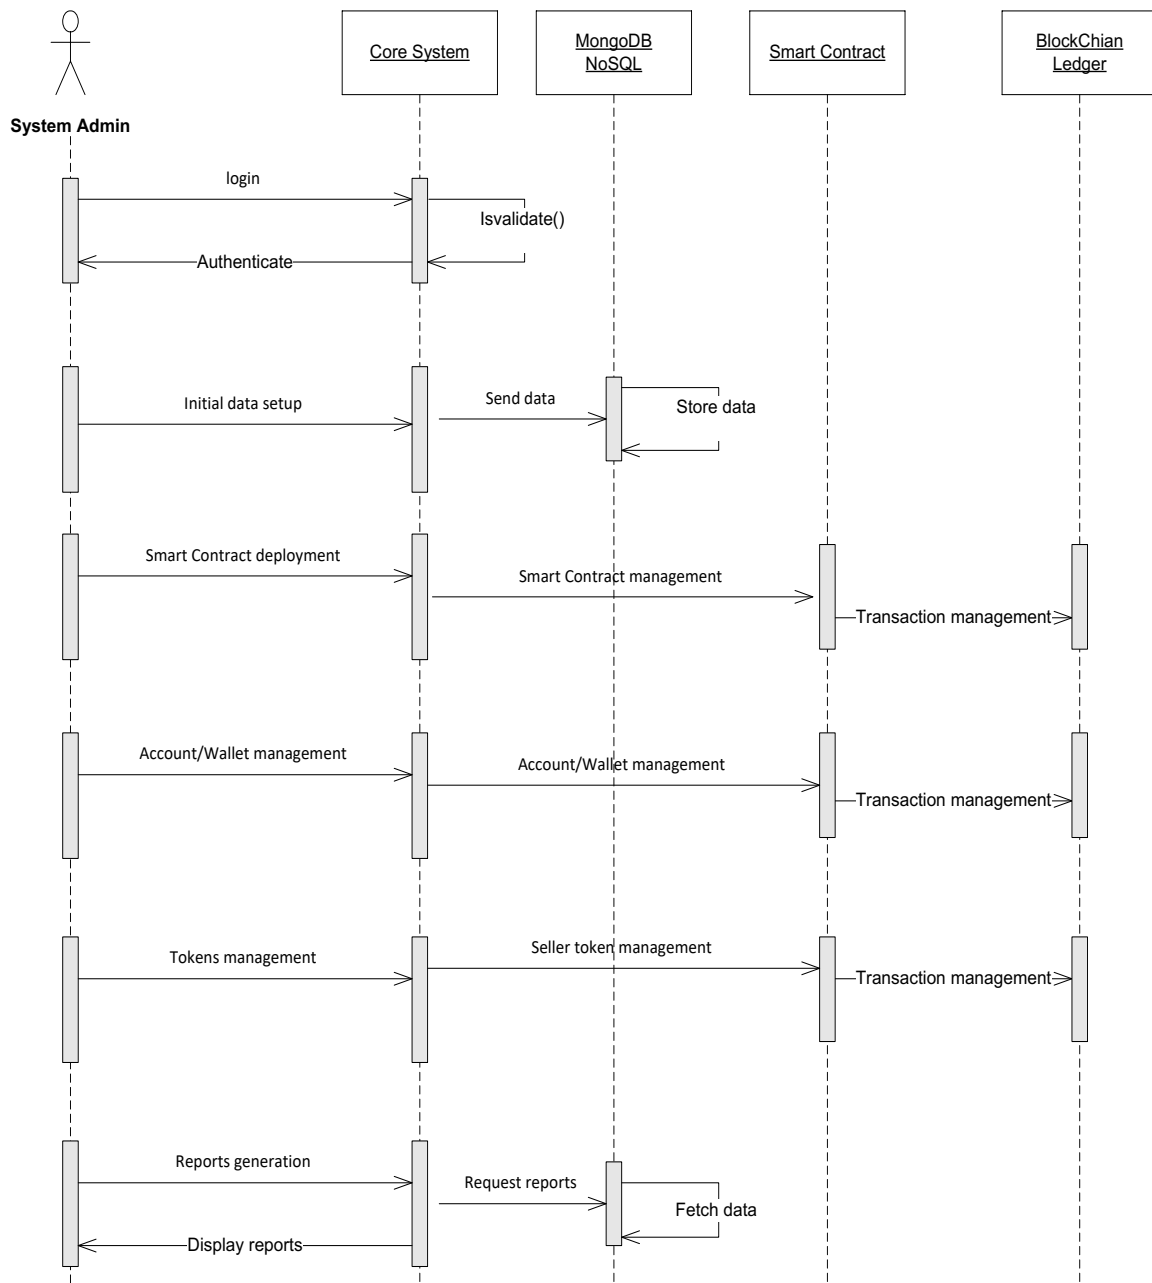 Core System
MongoDB
NoSQL
Smart Contract
BlockChian
Ledger
System Admin
login
Isvalidate()
Authenticate
Initial data setup
Send data
Store data
Smart Contract deployment
Smart Contract management
Transaction management
Account/Wallet management
Account/Wallet management
Transaction management
Tokens management
Seller token management
Transaction management
Reports generation
Request reports
Fetch data
Display reports